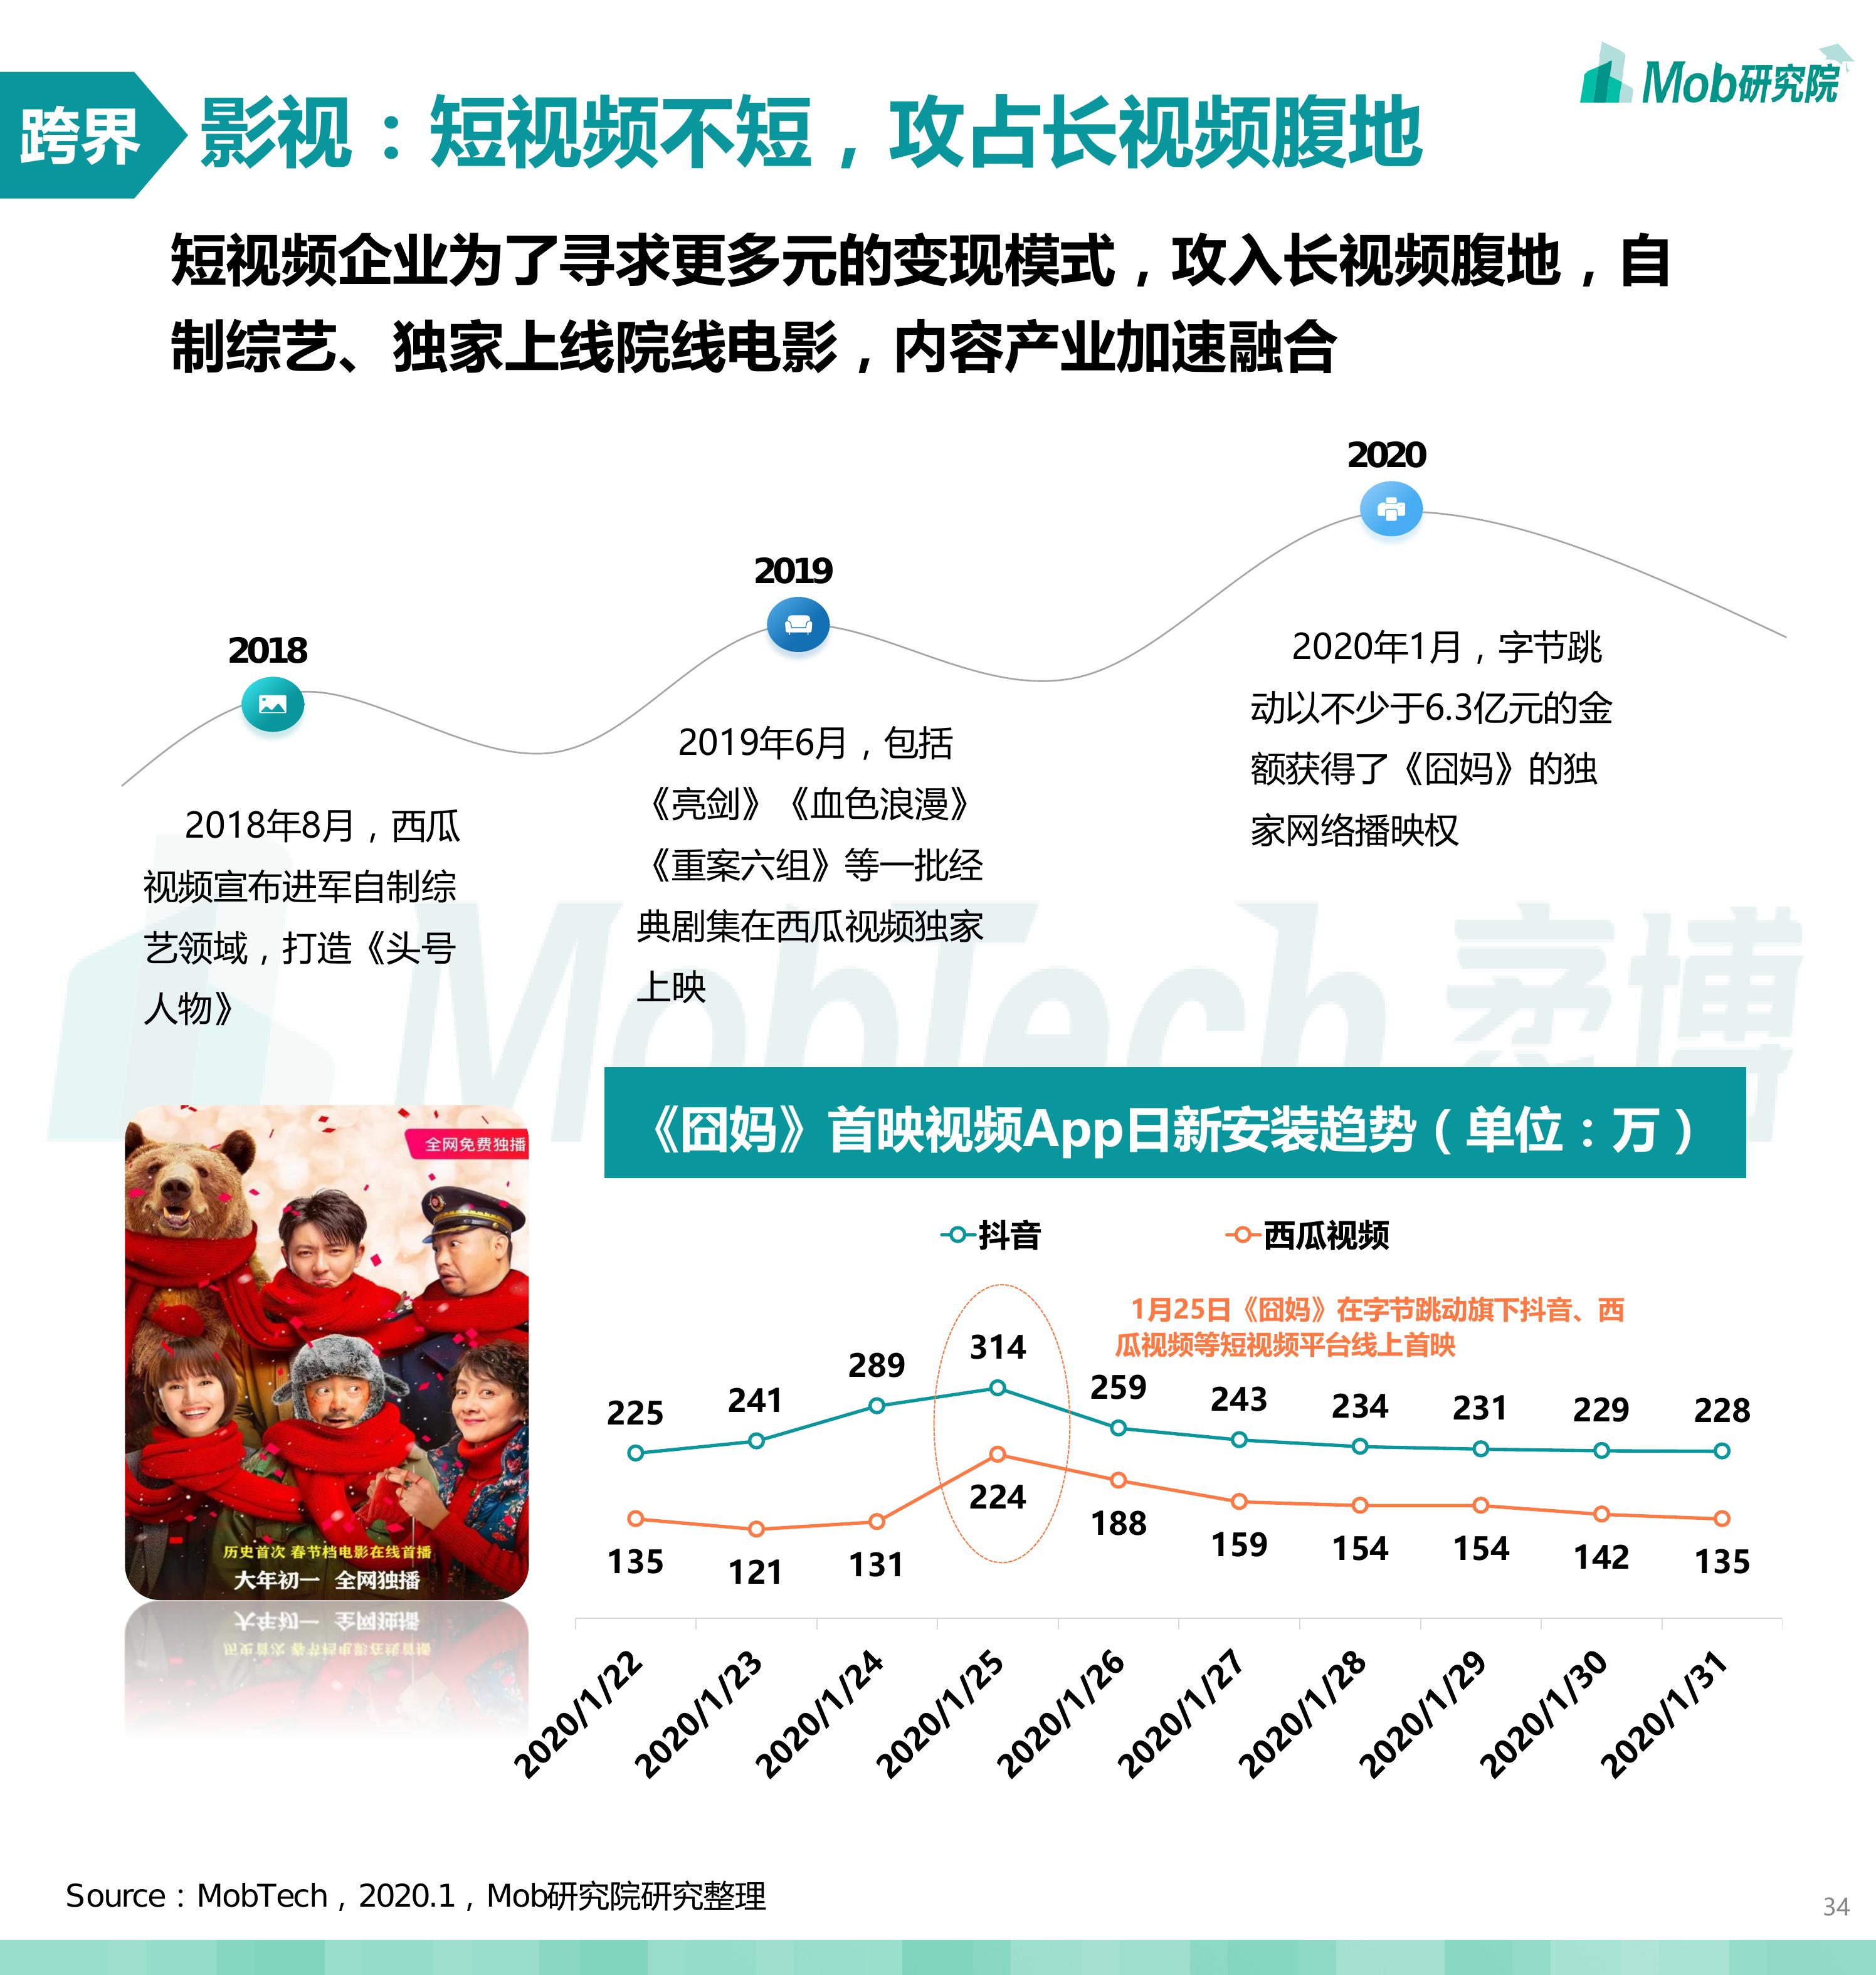 Mob研究院
跨界
影视：短视频不短，攻占长视频腹地
短视频企业为了寻求更多元的变现模式，攻入长视频腹地，自
制综艺、独家上线院线电影，内容产业加速融合
2018
2018年8月，西瓜
视频宣布进军自制综
艺领域，打造《头号
人物》
2019
2019年6月，包括
《亮剑》《血色浪漫》
《重案六组》等一批经
典剧集在西瓜视频独家
上映
2020
2020年1月，字节跳
动以不少于6.3亿元的金
额获得了《囧妈》的独
家网络播映权
MobTech 袤博
全网免费独播
历史首次 春节档电影在线首播
大年初一 全网独播
《囧妈》首映视频App日新安装趋势（单位：万）
抖音 西瓜视频
1月25日《囧妈》在字节跳动旗下抖音、西
瓜视频等短视频平台线上首映
225 241 289 314 259 243 234 231 229 228
135 121 131 224 188 159 154 154 142 135
2020/1/22 2020/1/23 2020/1/24 2020/1/25 2020/1/26 2020/1/27 2020/1/28 2020/1/29 2020/1/30 2020/1/31
Source：MobTech，2020.1，Mob研究院研究整理
34